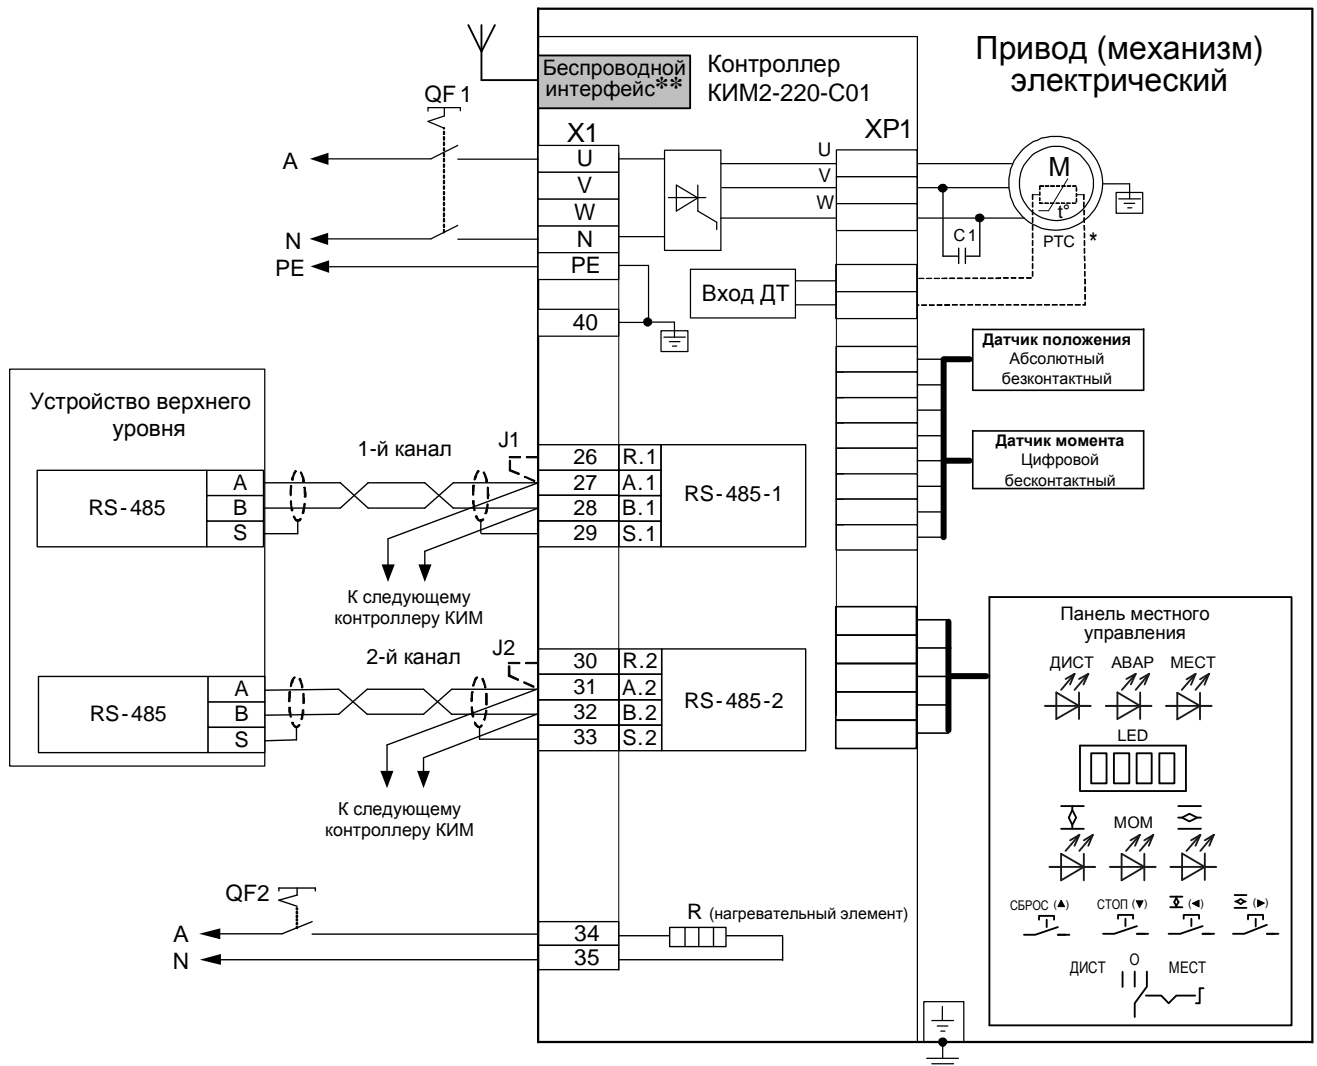 Привод (механизм)
электрический
Беспроводной
интерфейс**
Контроллер
КИМ2-220-С01
QF1
X1
XP1
A
U
V
W
N
N
PE
PE
40
U
V
W
M
t°
РТС
*
C1
Вход ДТ
Датчик положения
Абсолютный
безконтактный
Датчик момента
Цифровой
бесконтактный
Устройство верхнего
уровня
1-й канал
J1
RS-485
A
B
S
26 R.1
27 A.1
28 B.1
29 S.1
RS-485-1
К следующему
контроллеру КИМ
2-й канал
J2
RS-485
A
B
S
30 R.2
31 A.2
32 B.2
33 S.2
RS-485-2
К следующему
контроллеру КИМ
Панель местного
управления
ДИСТ АВАР МЕСТ
LED
МОМ
СБРОС (▲) СТОП (▼) (◄) (►)
ДИСТ O МЕСТ
QF2
A
N
34
35
R (нагревательный элемент)